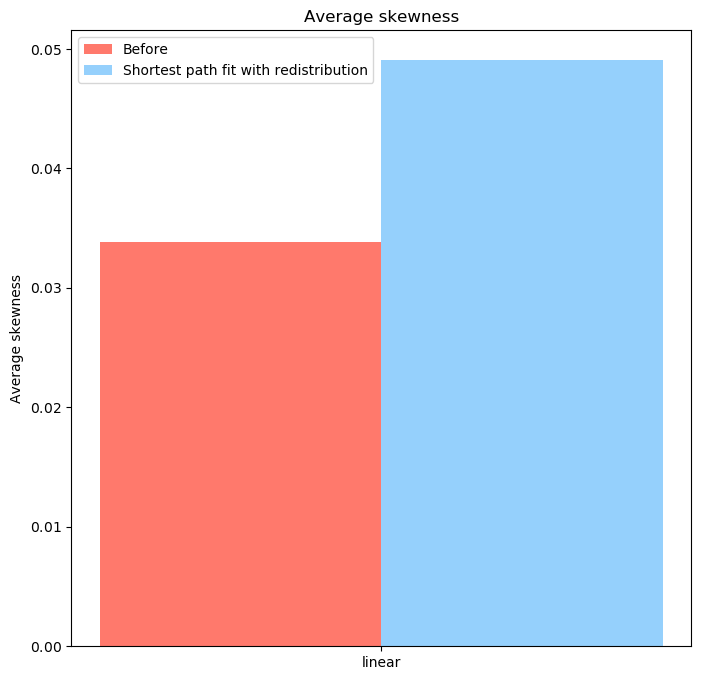 Average skewness
Before
Shortest path fit with redistribution
0.05
0.04
0.03
0.02
0.01
0.00
Average skewness
linear